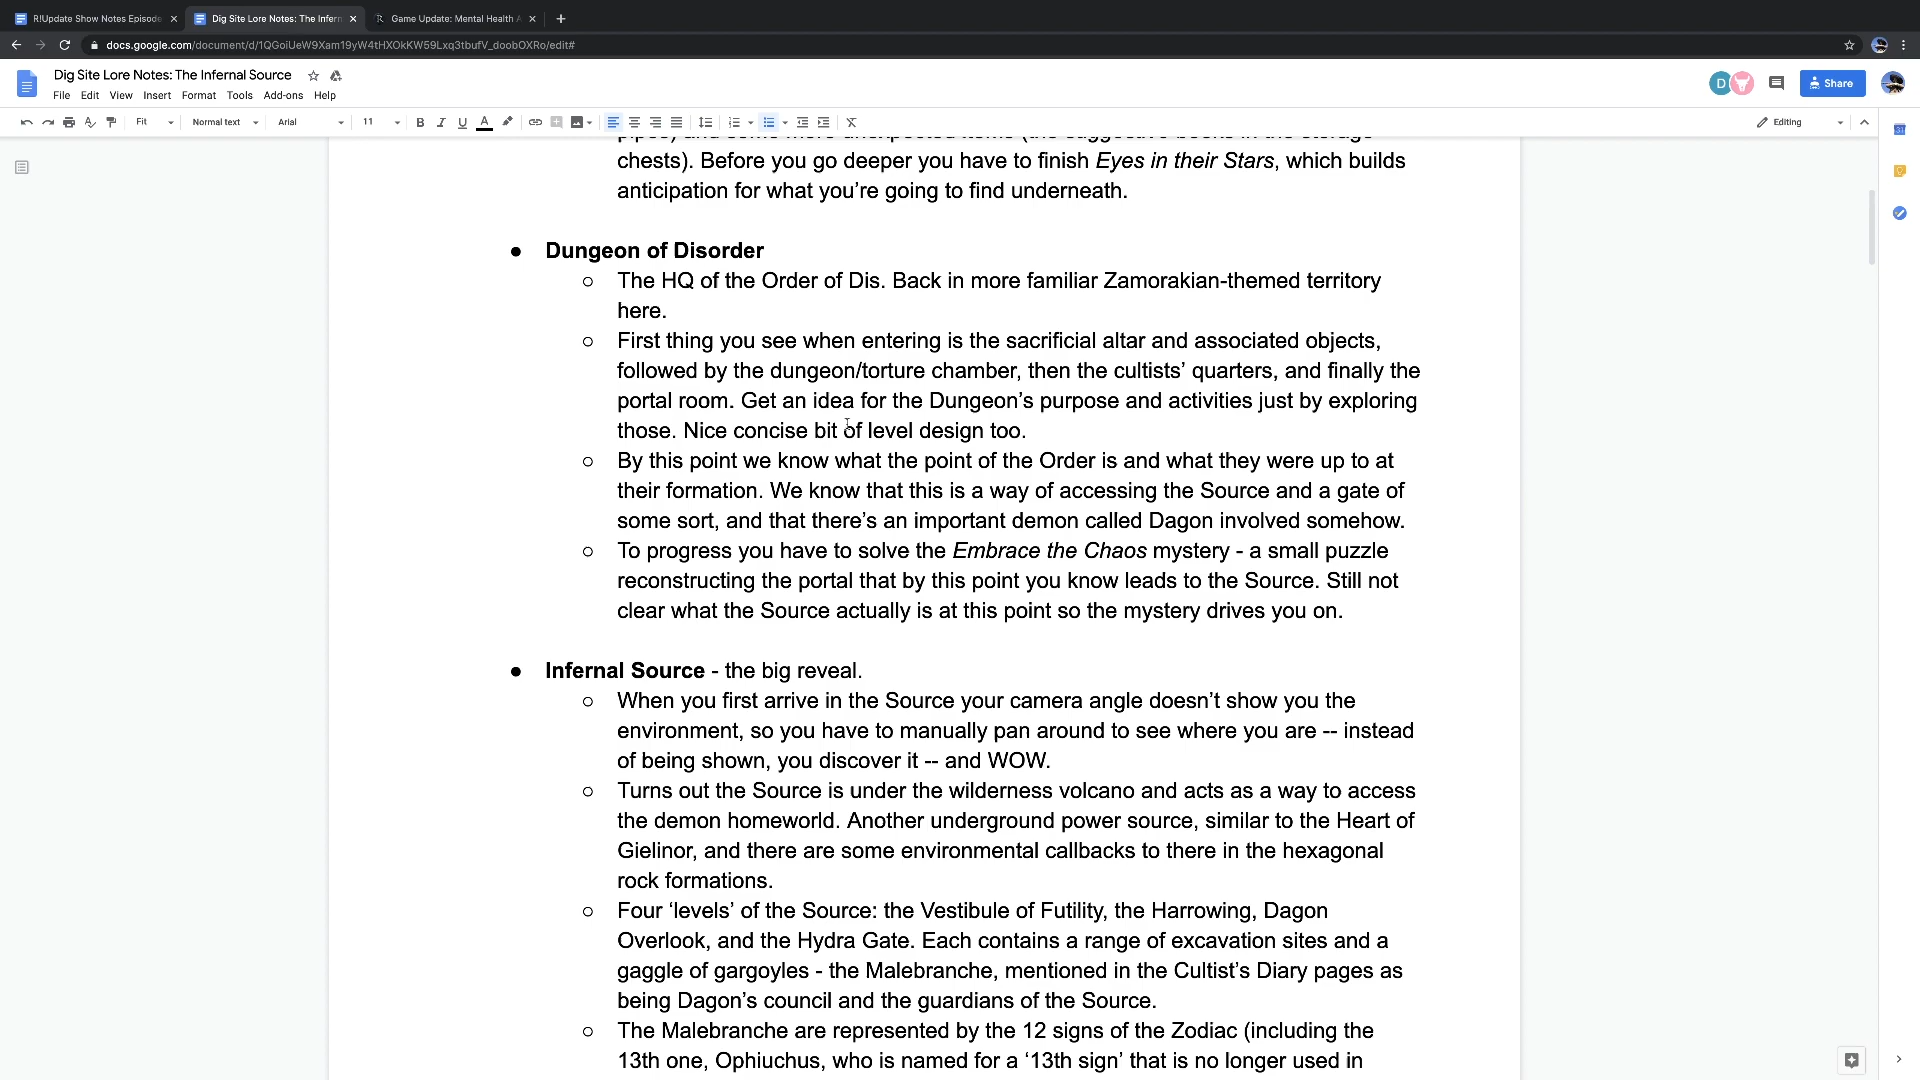 R!Update Show Notes Episode
Dig Site Lore Notes: The Infern
Game Update: Mental Health A
docs.google.com/document/d/1QGoiUeW9Xam19yW4tHXOkKW59Lxq3tbufV_doobOXRo/edit#
Dig Site Lore Notes: The Infernal Source
File Edit View Insert Format Tools Add-ons Help
D
Share
Fit Normal text Arial 11 B I U A Editing
chests). Before you go deeper you have to finish Eyes in their Stars, which builds
anticipation for what you’re going to find underneath.
● Dungeon of Disorder
○ The HQ of the Order of Dis. Back in more familiar Zamorakian-themed territory
here.
○ First thing you see when entering is the sacrificial altar and associated objects,
followed by the dungeon/torture chamber, then the cultists’ quarters, and finally the
portal room. Get an idea for the Dungeon’s purpose and activities just by exploring
those. Nice concise bit of level design too.
○ By this point we know what the point of the Order is and what they were up to at
their formation. We know that this is a way of accessing the Source and a gate of
some sort, and that there’s an important demon called Dagon involved somehow.
○ To progress you have to solve the Embrace the Chaos mystery - a small puzzle
reconstructing the portal that by this point you know leads to the Source. Still not
clear what the Source actually is at this point so the mystery drives you on.
● Infernal Source - the big reveal.
○ When you first arrive in the Source your camera angle doesn’t show you the
environment, so you have to manually pan around to see where you are -- instead
of being shown, you discover it -- and WOW.
○ Turns out the Source is under the wilderness volcano and acts as a way to access
the demon homeworld. Another underground power source, similar to the Heart of
Gielinor, and there are some environmental callbacks to there in the hexagonal
rock formations.
○ Four ‘levels’ of the Source: the Vestibule of Futility, the Harrowing, Dagon
Overlook, and the Hydra Gate. Each contains a range of excavation sites and a
gaggle of gargoyles - the Malebranche, mentioned in the Cultist’s Diary pages as
being Dagon’s council and the guardians of the Source.
○ The Malebranche are represented by the 12 signs of the Zodiac (including the
13th one, Ophiuchus, who is named for a ‘13th sign’ that is no longer used in